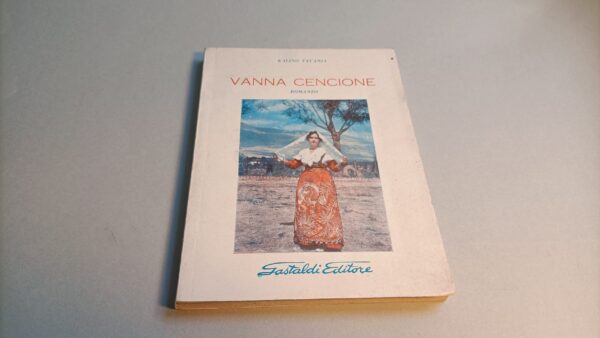 VANNA CENCIONE
ROMANZO
Gastaldi Editore